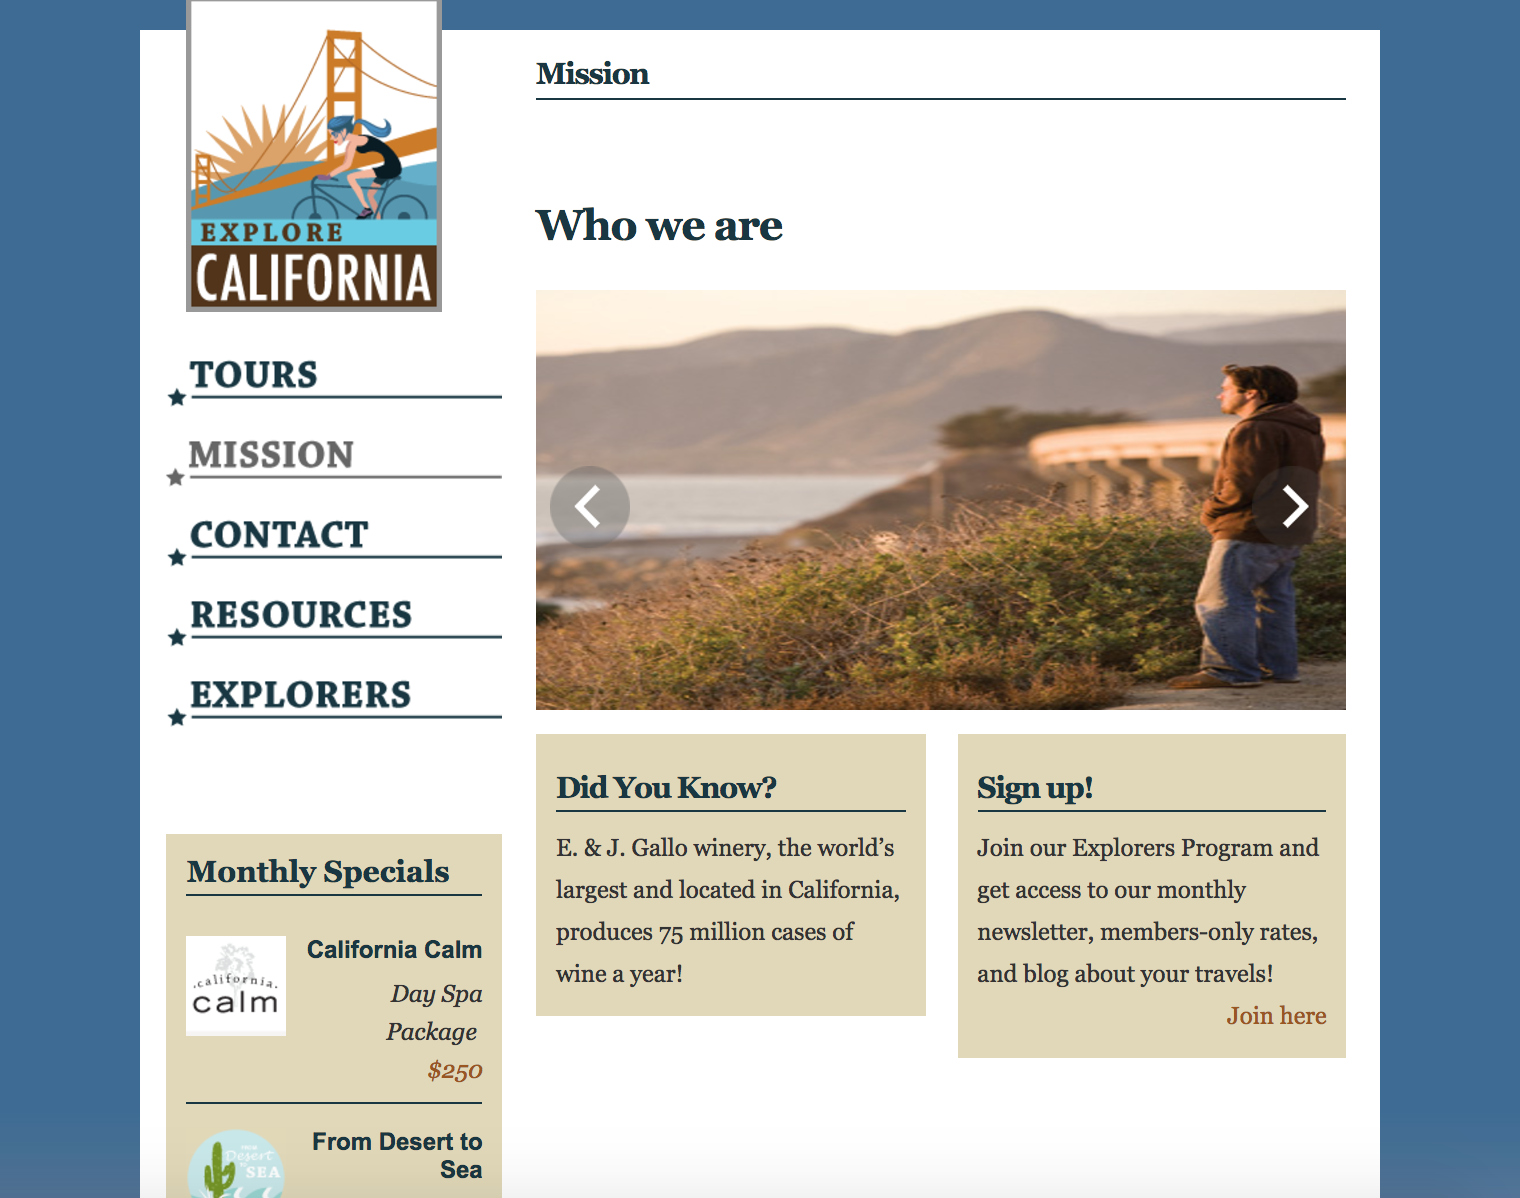 EXPLORE
CALIFORNIA
TOURS
MISSION
CONTACT
RESOURCES
EXPLORERS
Monthly Specials
.california.
calm
California Calm
Day Spa
Package
$250
Desert
SEA
From Desert to
Sea
Mission
Who we are
Did You Know?
E. & J. Gallo winery, the world’s
largest and located in California,
produces 75 million cases of
wine a year!
Sign up!
Join our Explorers Program and
get access to our monthly
newsletter, members-only rates,
and blog about your travels!
Join here